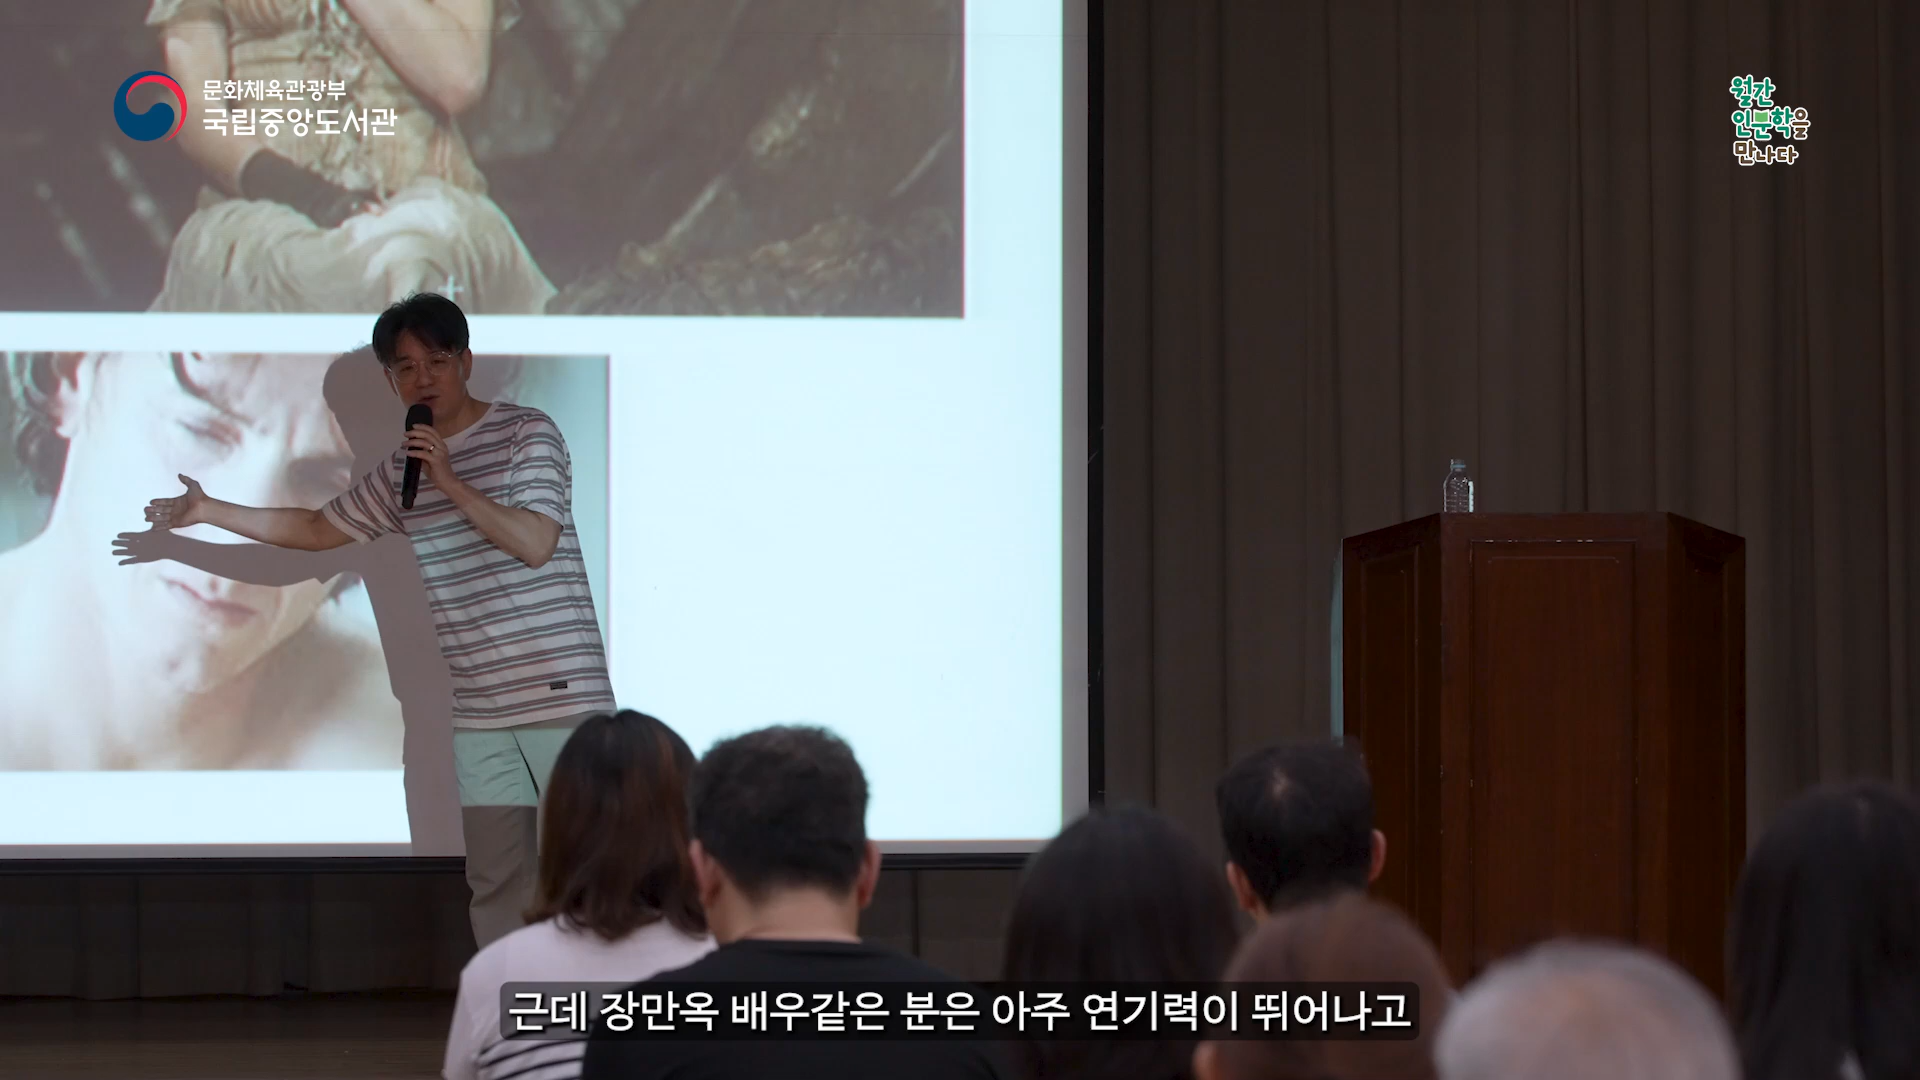 문화체육관광부
국립중앙도서관
월간
인문학을
만나다
근데 장만옥 배우같은 분은 아주 연기력이 뛰어나고